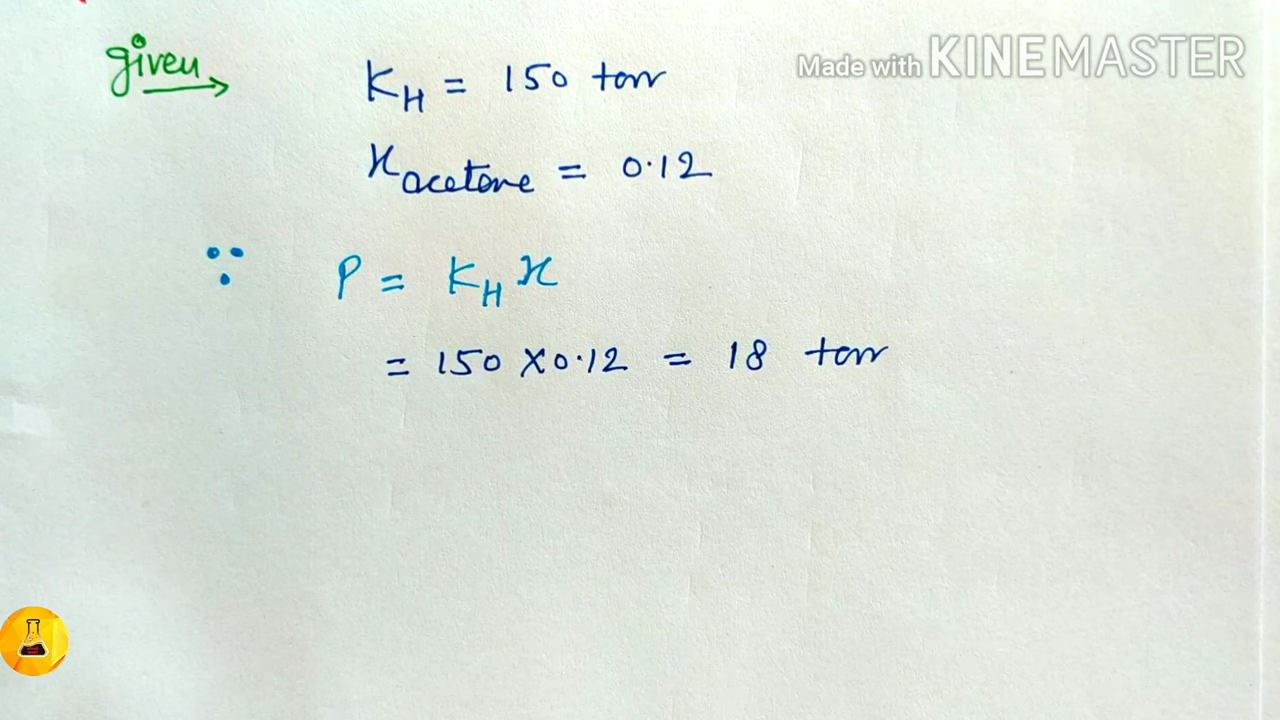 given
Made with KINEMASTER
K_H = 150 torr
x_acetone = 0.12
∵ P = K_H x
= 150 × 0.12 = 18 torr